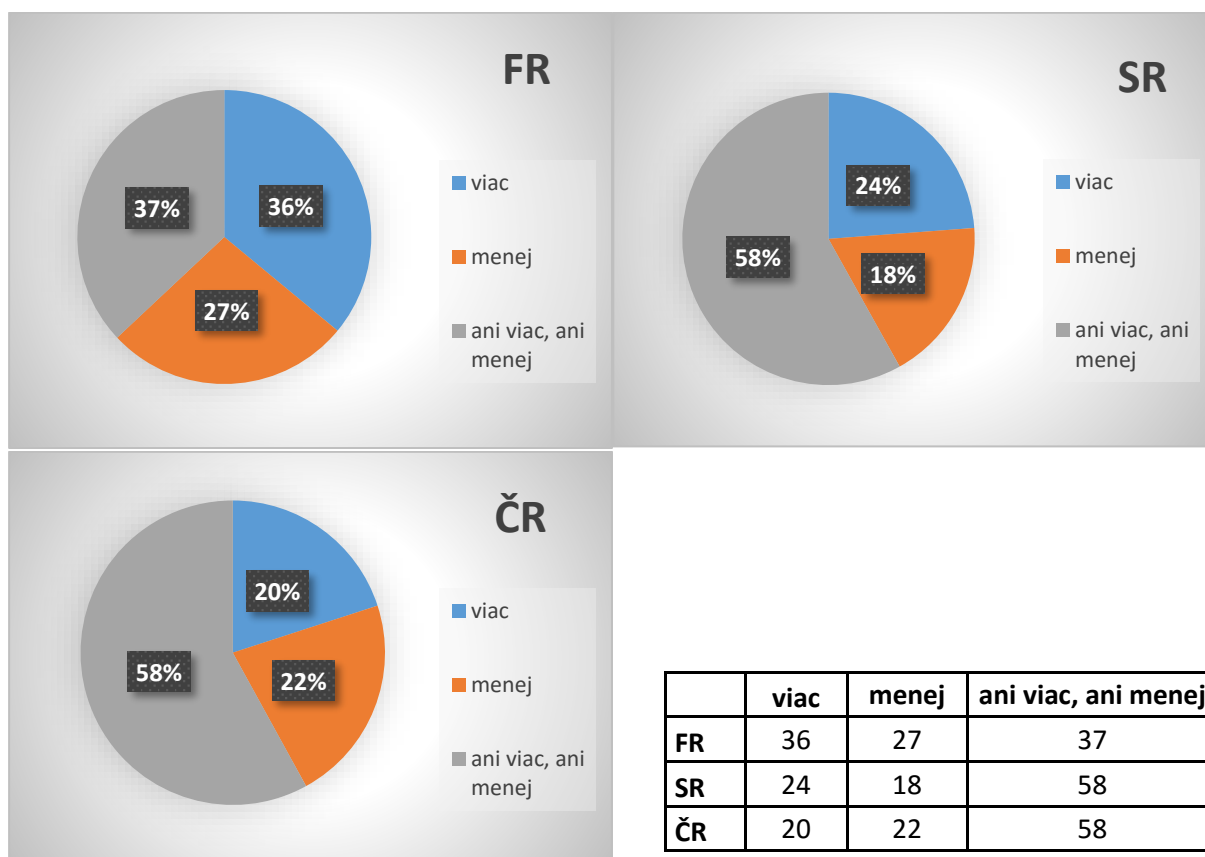 FR
36%
27%
37%
viac
menej
ani viac, ani
menej
SR
24%
18%
58%
viac
menej
ani viac, ani
menej
ČR
20%
22%
58%
viac
menej
ani viac, ani
menej
viac menej ani viac, ani menej
FR 36 27 37
SR 24 18 58
ČR 20 22 58